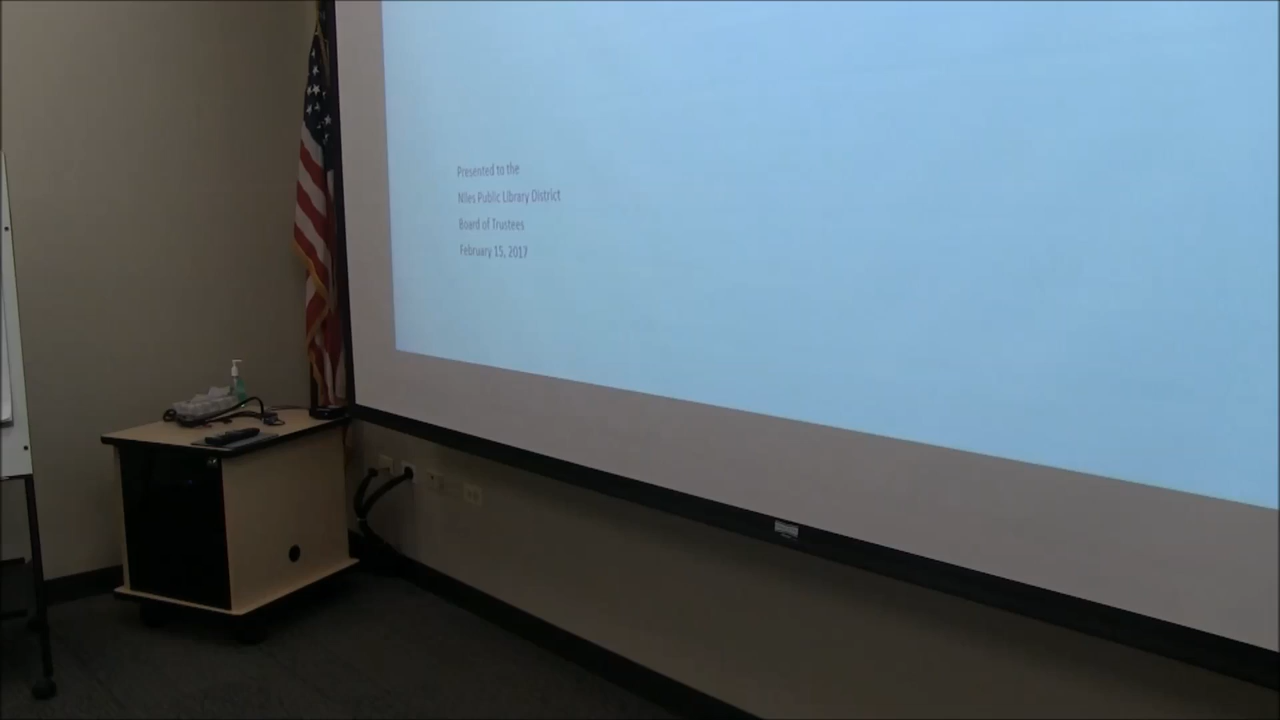 Presented to the
Niles Public Library District
Board of Trustees
February 15, 2017